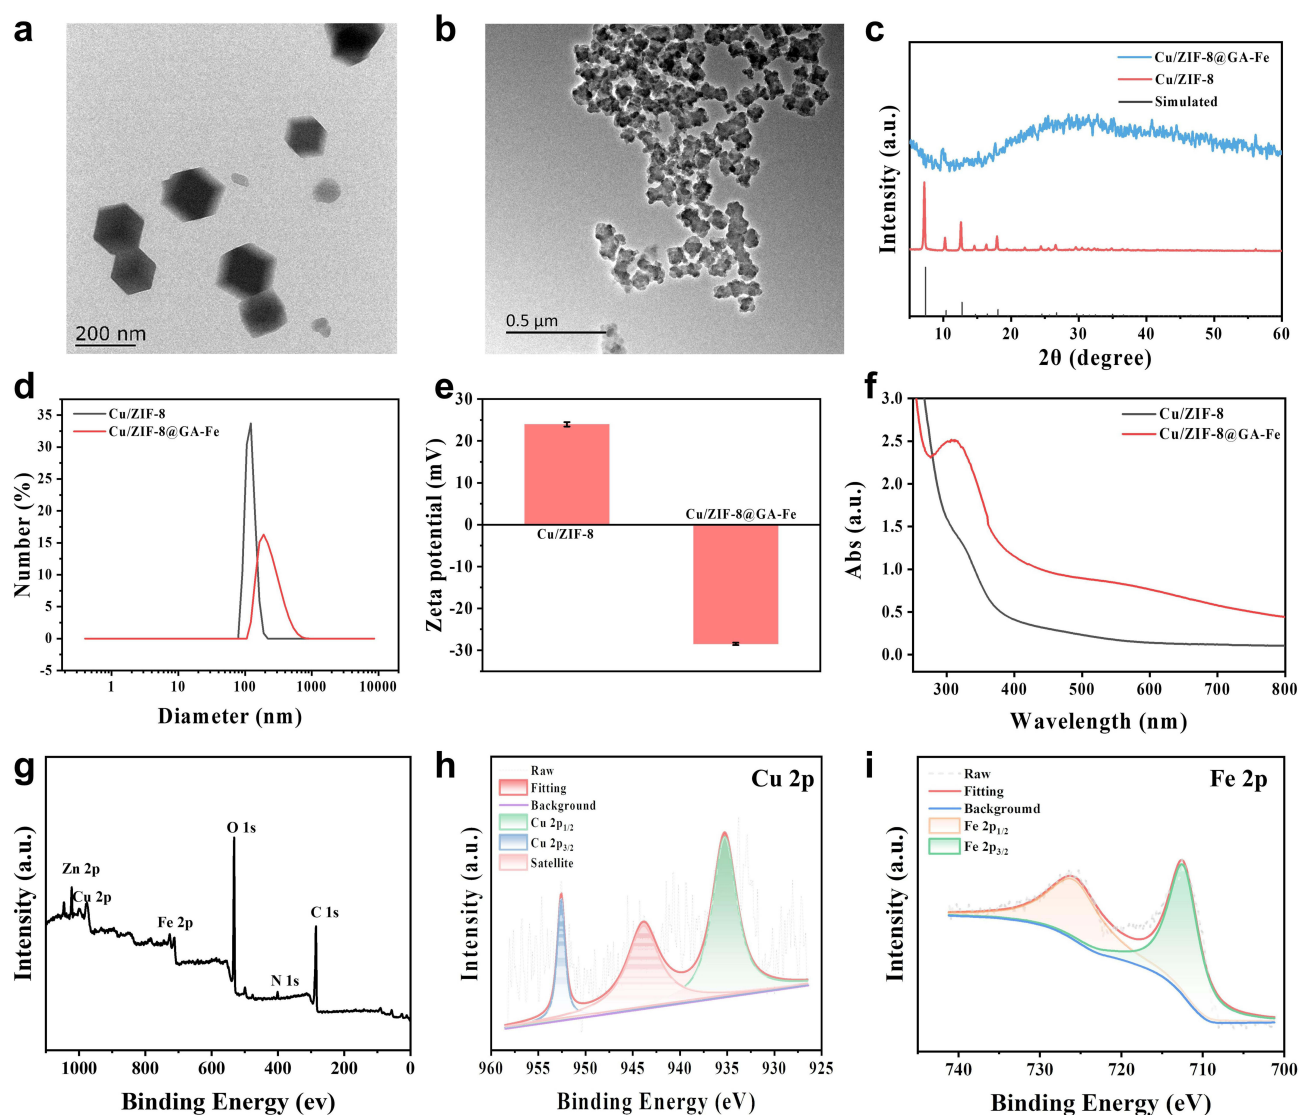 a
200 nm
b
0.5 µm
c
Cu/ZIF-8@GA-Fe
Cu/ZIF-8
Simulated
Intensity (a.u.)
10 20 30 40 50 60
2θ (degree)
d
Cu/ZIF-8
Cu/ZIF-8@GA-Fe
35
30
25
20
15
10
5
0
-5
Number (%)
1 10 100 1000 10000
Diameter (nm)
e
30
20
10
0
-10
-20
-30
Zeta potential (mV)
Cu/ZIF-8@GA-Fe
Cu/ZIF-8
f
Cu/ZIF-8
Cu/ZIF-8@GA-Fe
3.0
2.5
2.0
1.5
1.0
0.5
0.0
Abs (a.u.)
300 400 500 600 700 800
Wavelength (nm)
g
O 1s
Zn 2p
Cu 2p
Fe 2p
N 1s
C 1s
Intensity (a.u.)
1000 800 600 400 200 0
Binding Energy (ev)
h
Cu 2p
Raw
Fitting
Background
Cu 2p1/2
Cu 2p3/2
Satellite
Intensity (a.u.)
960 955 950 945 940 935 930 925
Binding Energy (eV)
i
Fe 2p
Raw
Fitting
Background
Fe 2p1/2
Fe 2p3/2
Intensity (a.u.)
740 730 720 710 700
Binding Energy (eV)